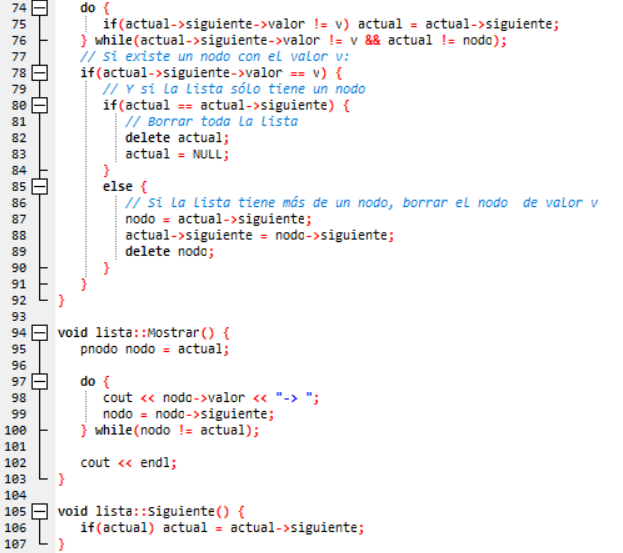 74 do {
75 if(actual->siguiente->valor != v) actual = actual->siguiente;
76 } while(actual->siguiente->valor != v && actual != nodo);
77 // Si existe un nodo con el valor v:
78 if(actual->siguiente->valor == v) {
79 // Y si la lista sólo tiene un nodo
80 if(actual == actual->siguiente) {
81 // Borrar toda la lista
82 delete actual;
83 actual = NULL;
84 }
85 else {
86 // Si la lista tiene más de un nodo, borrar el nodo  de valor v
87 nodo = actual->siguiente;
88 actual->siguiente = nodo->siguiente;
89 delete nodo;
90 }
91 }
92 }
93
94 void lista::Mostrar() {
95 pnodo nodo = actual;
96
97 do {
98 cout << nodo->valor << "-> ";
99 nodo = nodo->siguiente;
100 } while(nodo != actual);
101
102 cout << endl;
103 }
104
105 void lista::Siguiente() {
106 if(actual) actual = actual->siguiente;
107 }